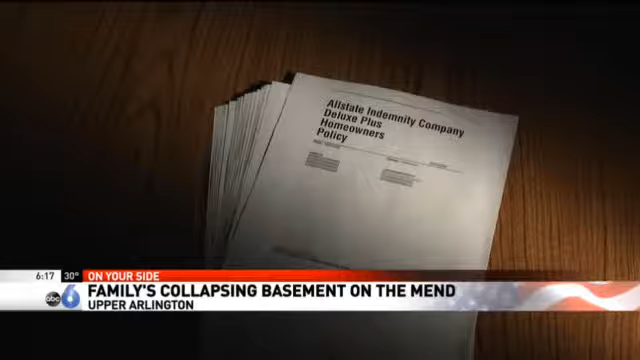 Allstate Indemnity Company
Deluxe Plus
Homeowners
Policy
6:17 30° ON YOUR SIDE
abc 6 FAMILY'S COLLAPSING BASEMENT ON THE MEND
UPPER ARLINGTON